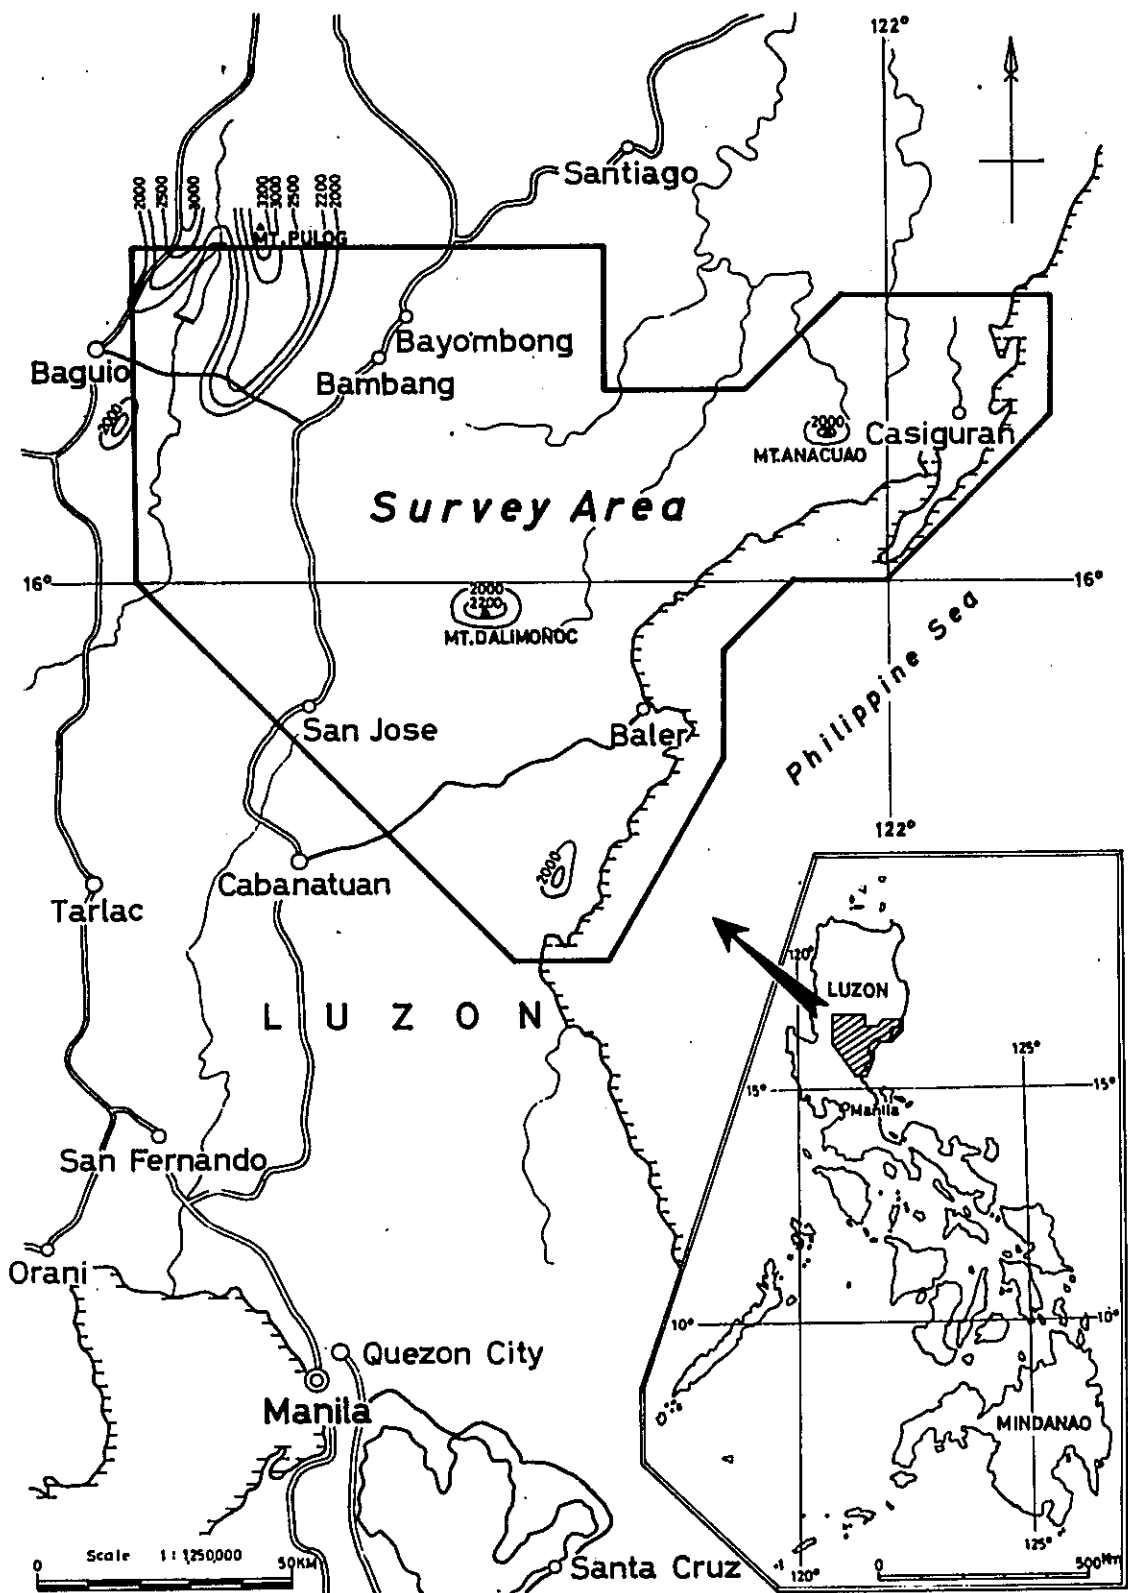 122°
Santiago
2000
2500
3000
3200
3000
2500
2200
2000
MT. PULOG
Bayombong
Baguio
Bambang
2000
2000
Casiguran
MT.ANACUAO
Survey Area
16°
16°
2000
2200
MT.DALIMOÑOC
Philippine Sea
San Jose
Baler
122°
2000
Cabanatuan
Tarlac
LUZON
120°
LUZON
125°
15°
15°
Manila
San Fernando
Orani
10°
10°
Quezon City
Manila
MINDANAO
125°
Scale 1:1,250,000
0
50KM
Santa Cruz
120°
0
500Km